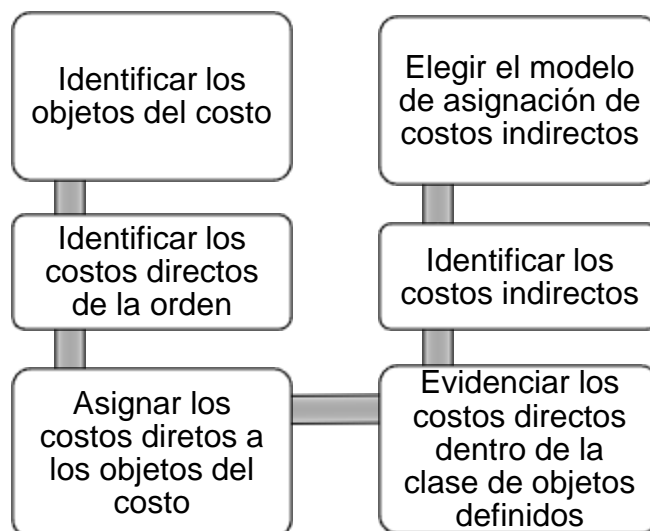 Identificar los
objetos del costo
Identificar los
costos directos
de la orden
Asignar los
costos diretos a
los objetos del
costo
Evidenciar los
costos directos
dentro de la
clase de objetos
definidos
Identificar los
costos indirectos
Elegir el modelo
de asignación de
costos indirectos